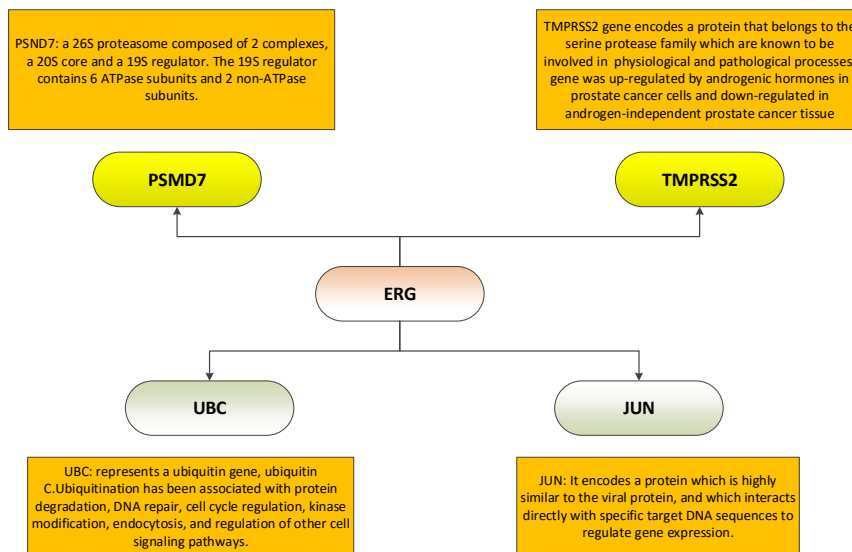 PSND7: a 26S proteasome composed of 2 complexes,
a 20S core and a 19S regulator. The 19S regulator
contains 6 ATPase subunits and 2 non-ATPase
subunits.
TMPRSS2 gene encodes a protein that belongs to the
serine protease family which are known to be
involved in physiological and pathological processes
gene was up-regulated by androgenic hormones in
prostate cancer cells and down-regulated in
androgen-independent prostate cancer tissue
PSMD7
TMPRSS2
ERG
UBC
JUN
UBC: represents a ubiquitin gene, ubiquitin
C.Ubiquitination has been associated with protein
degradation, DNA repair, cell cycle regulation, kinase
modification, endocytosis, and regulation of other cell
signaling pathways.
JUN: It encodes a protein which is highly
similar to the viral protein, and which interacts
directly with specific target DNA sequences to
regulate gene expression.